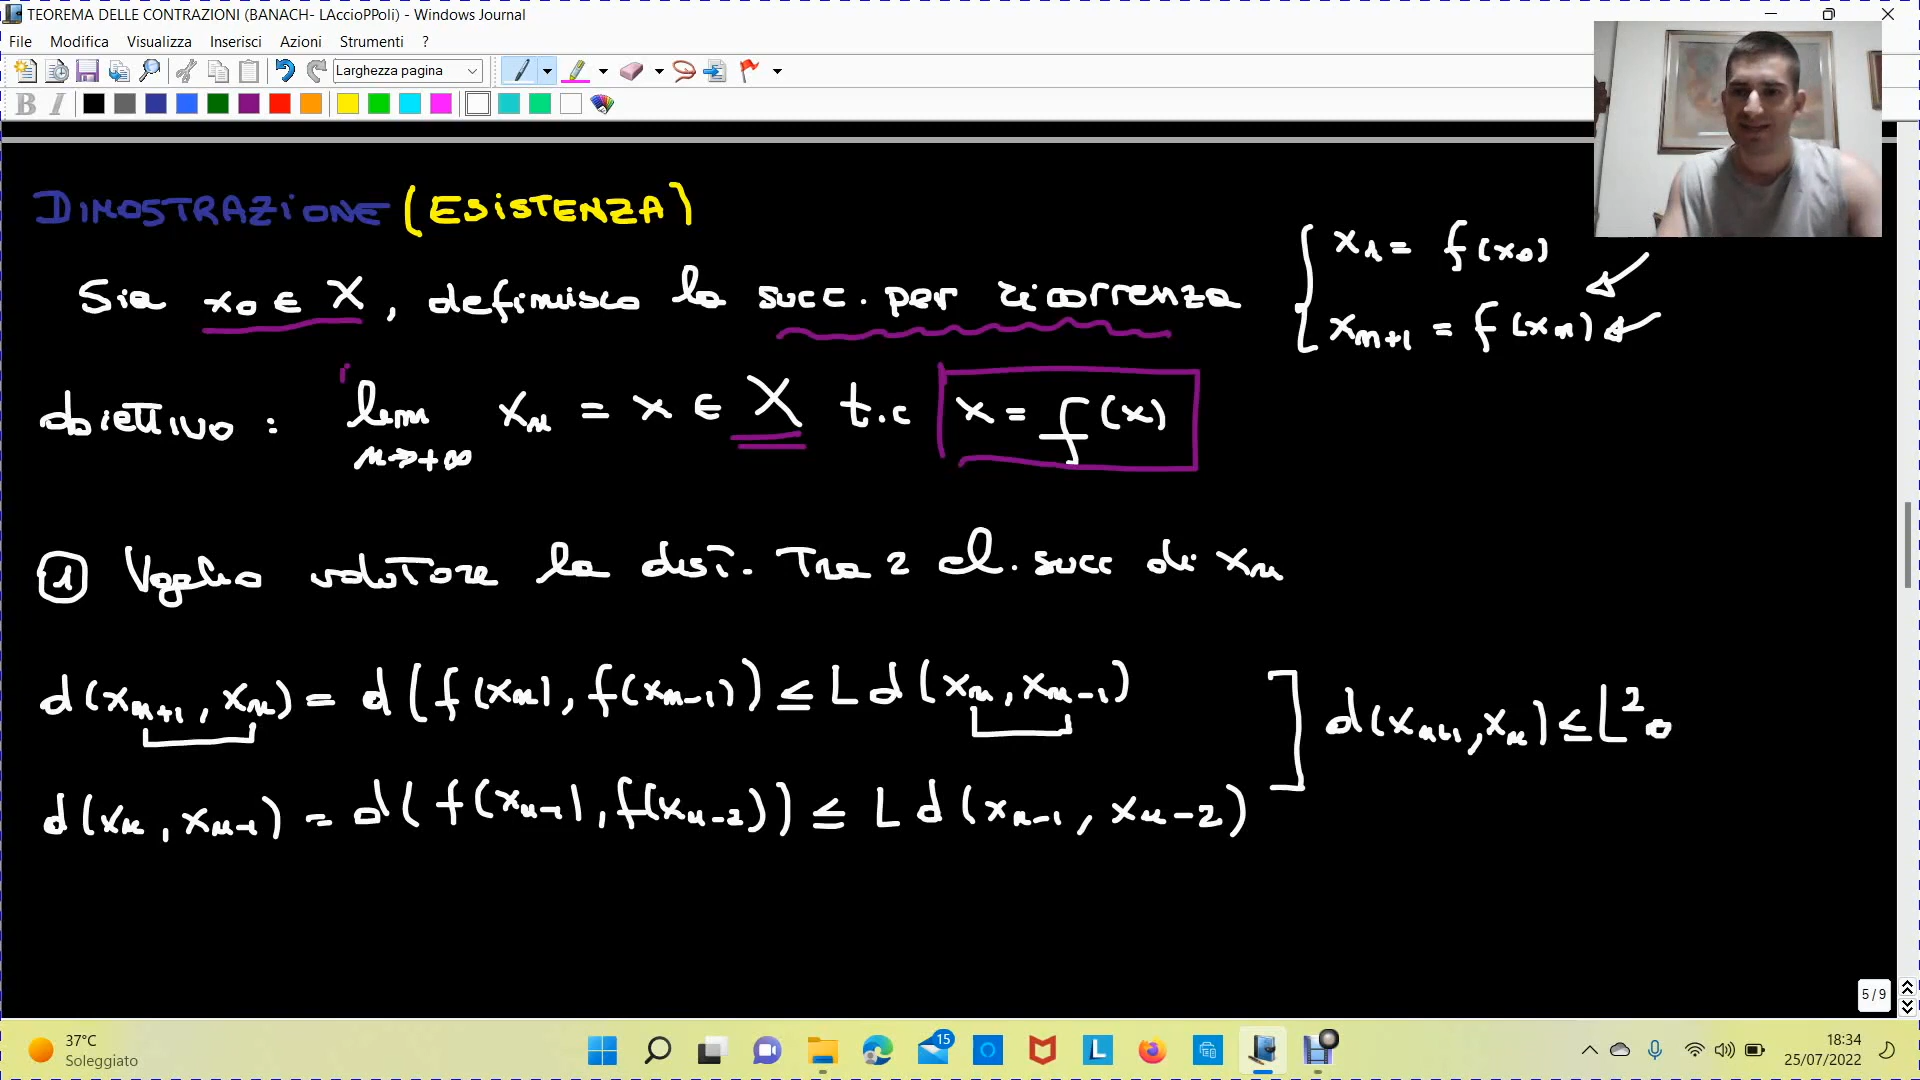 TEOREMA DELLE CONTRAZIONI (BANACH- LAccioPPoli) - Windows Journal
File Modifica Visualizza Inserisci Azioni Strumenti ?
Larghezza pagina
B I
DIMOSTRAZIONE (ESISTENZA)
Sia x0 ∈ X, definisco la succ. per ricorrenza
x1 = f(x0)
xn+1 = f(xn)
obiettivo: lim n→+∞ xn = x ∈ X t.c x = f(x)
① Voglio valutare la dist. Tra 2 el. succ di xn
d(xn+1, xn) = d(f(xn), f(xn-1)) ≤ L d(xn, xn-1)
d(xn, xn-1) = d(f(xn-1), f(xn-2)) ≤ L d(xn-1, xn-2)
d(xn+1, xn) ≤ L² d
5 / 9
37°C
Soleggiato
15
L
18:34
25/07/2022